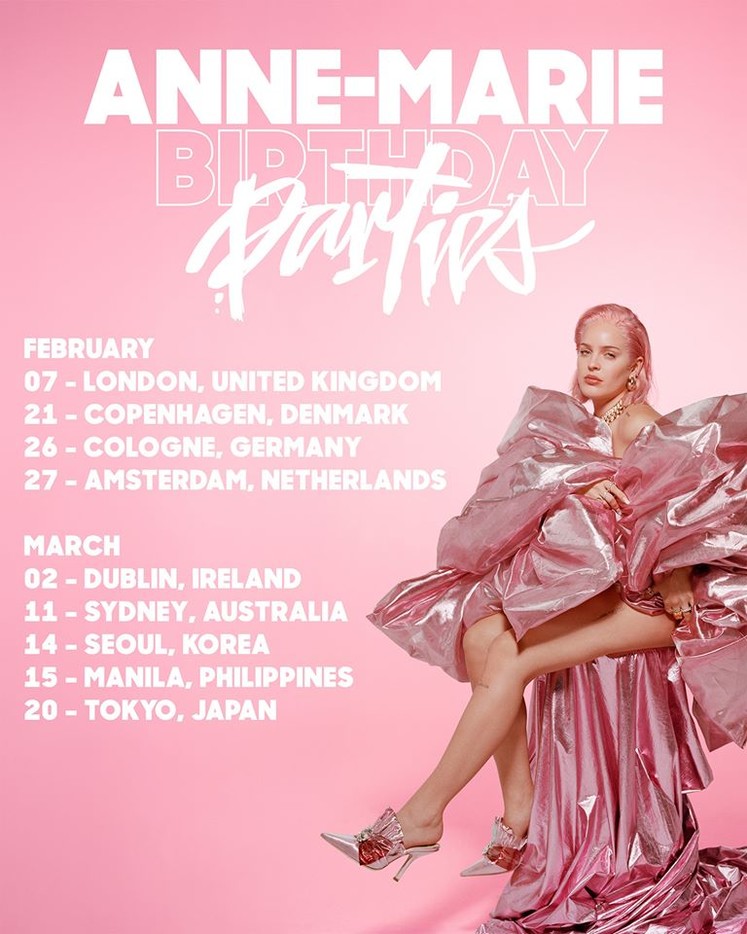 ANNE-MARIE
BIRTHDAY
Parties
FEBRUARY
07 - LONDON, UNITED KINGDOM
21 - COPENHAGEN, DENMARK
26 - COLOGNE, GERMANY
27 - AMSTERDAM, NETHERLANDS
MARCH
02 - DUBLIN, IRELAND
11 - SYDNEY, AUSTRALIA
14 - SEOUL, KOREA
15 - MANILA, PHILIPPINES
20 - TOKYO, JAPAN